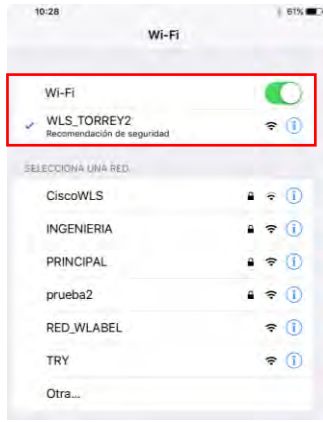 10:28
61%
Wi-Fi
Wi-Fi
WLS_TORREY2
Recomendación de seguridad
SELECCIONA UNA RED
CiscoWLS
INGENIERIA
PRINCIPAL
prueba2
RED_WLABEL
TRY
Otra...